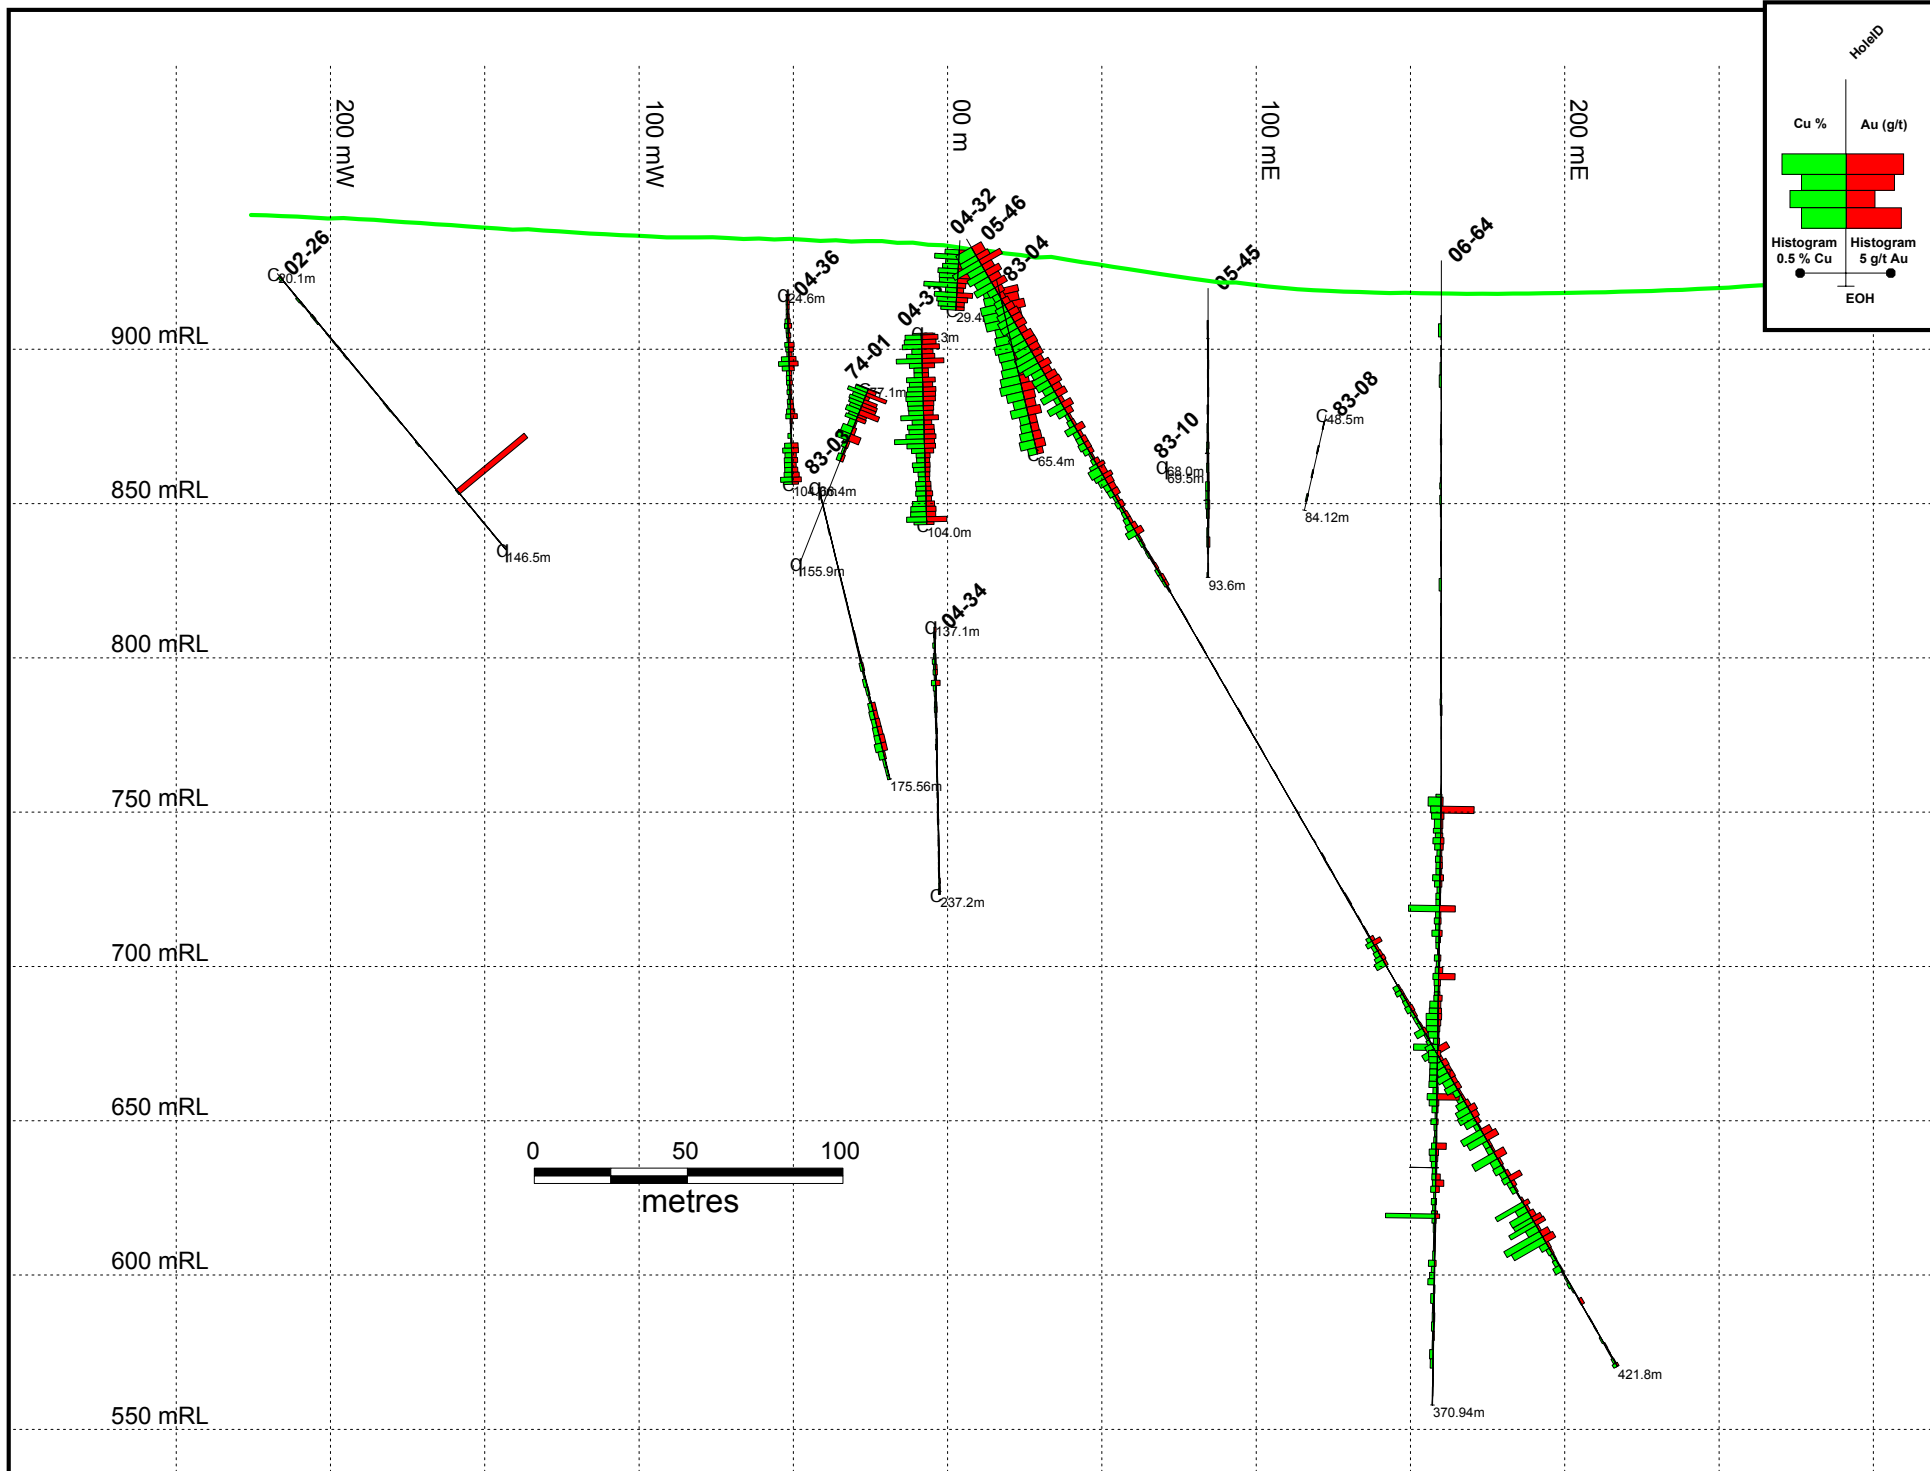 HoleID
Cu %
Au (g/t)
Histogram
0.5 % Cu
Histogram
5 g/t Au
EOH
200 mW
100 mW
00 m
100 mE
200 mE
02-26
20.1m
146.5m
04-36
24.6m
74-01
77.1m
155.9m
83-03
66.4m
175.56m
104.0m
04-34
137.1m
237.2m
04-32
29.4
05-46
421.8m
83-04
65.4m
05-45
93.6m
83-10
68.0m
69.5m
83-08
48.5m
84.12m
06-64
370.94m
900 mRL
850 mRL
800 mRL
750 mRL
700 mRL
650 mRL
600 mRL
550 mRL
0 50 100
metres